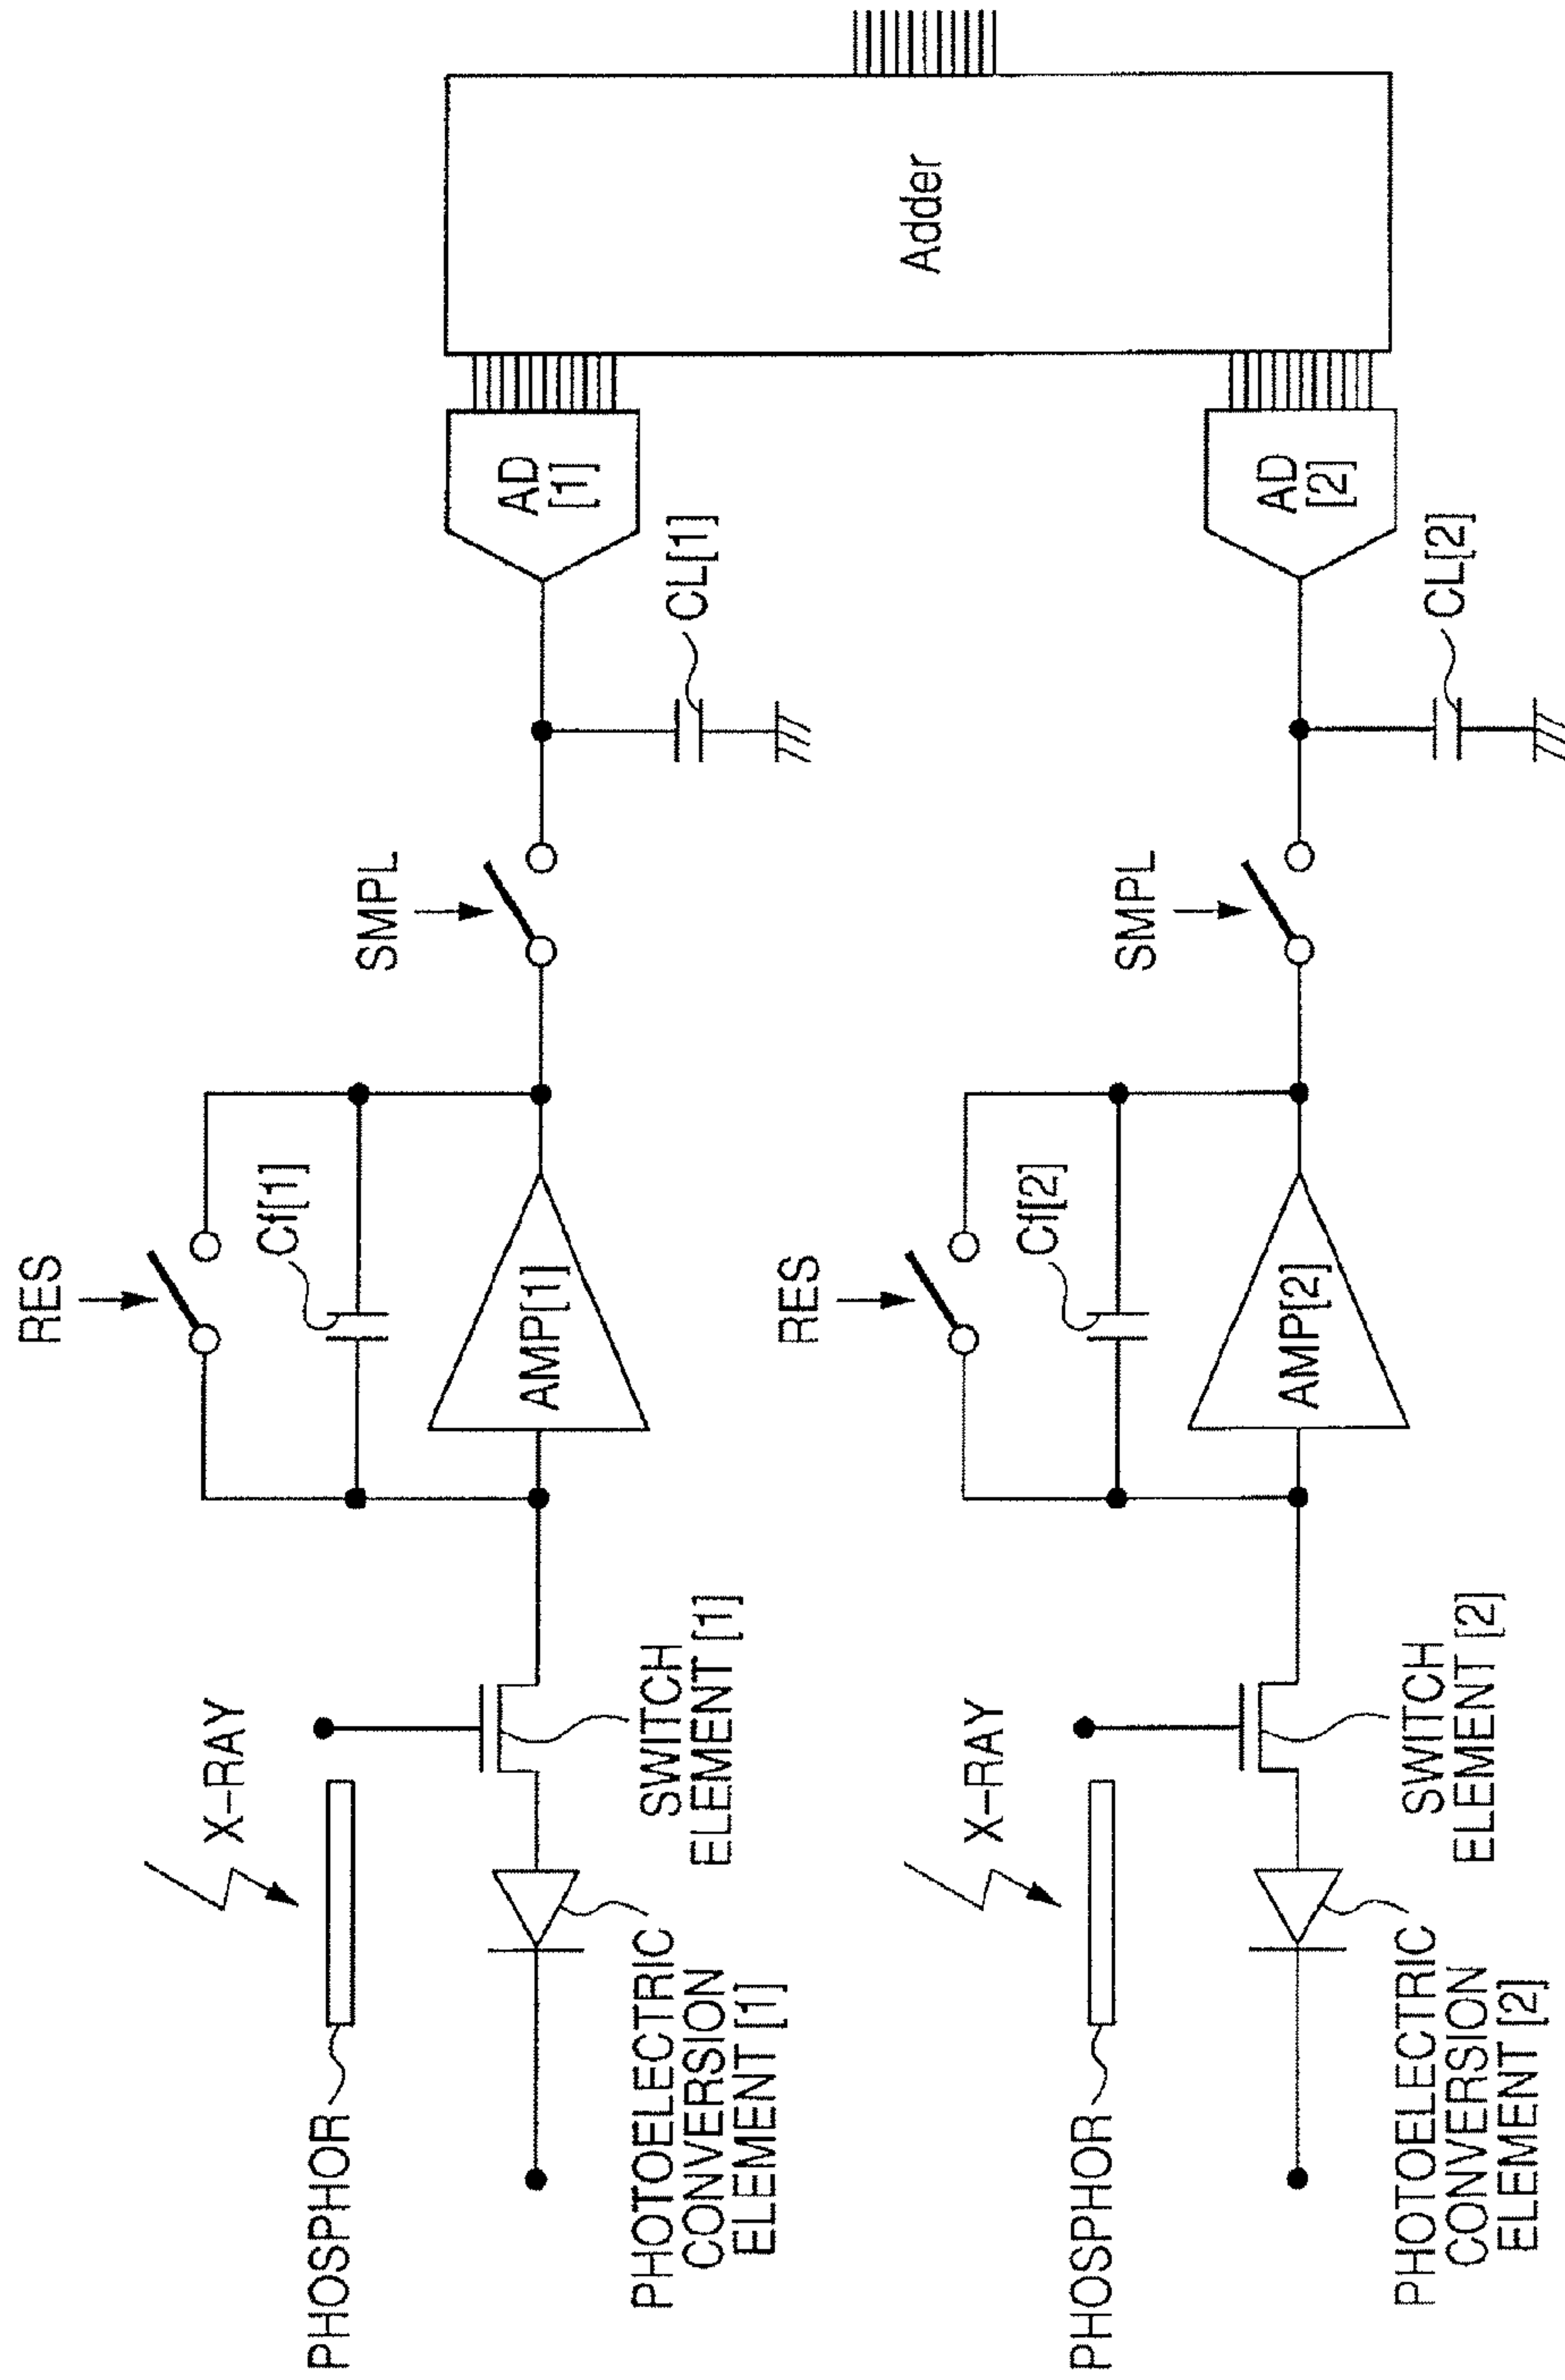 RES
Cf[1]
AMP[1]
SMPL
CL[1]
AD
[1]
Adder
X-RAY
PHOSPHOR
SWITCH
ELEMENT [1]
PHOTOELECTRIC
CONVERSION
ELEMENT [1]
RES
Cf[2]
AMP[2]
SMPL
CL[2]
AD
[2]
X-RAY
PHOSPHOR
SWITCH
ELEMENT [2]
PHOTOELECTRIC
CONVERSION
ELEMENT [2]